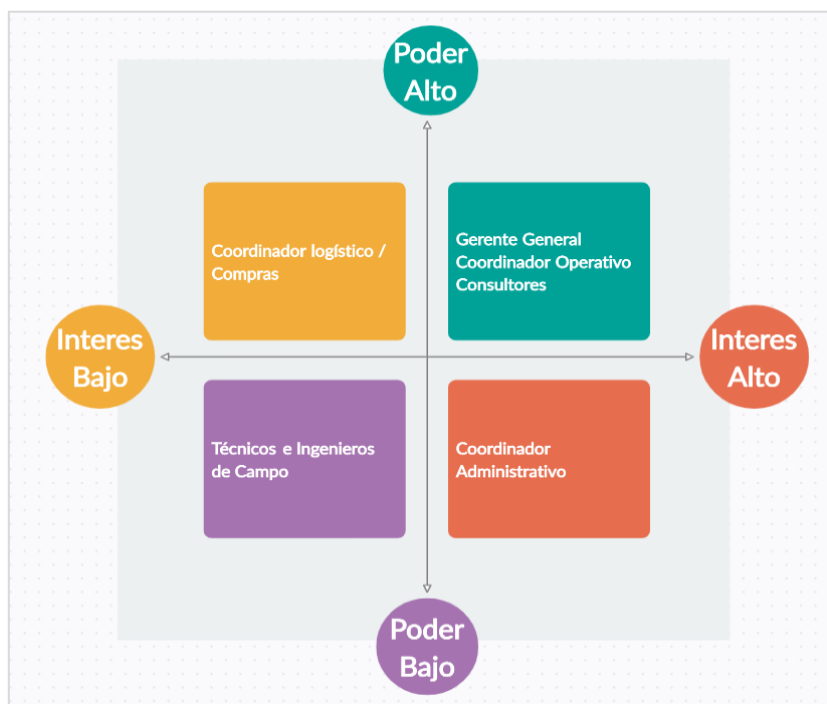 Poder
Alto
Coordinador logístico /
Compras
Gerente General
Coordinador Operativo
Consultores
Interes
Bajo
Interes
Alto
Técnicos e Ingenieros
de Campo
Coordinador
Administrativo
Poder
Bajo